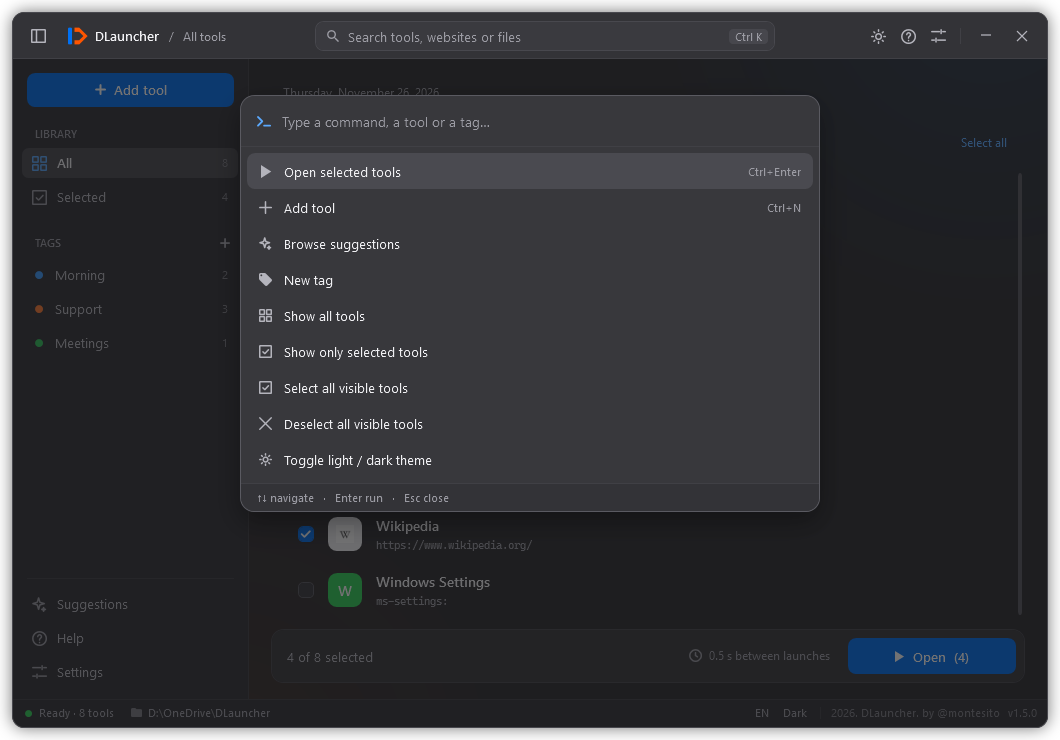 DLauncher / All tools
Search tools, websites or files
Ctrl K
Add tool
Thursday, November 26, 2026
LIBRARY
All 8
Selected 4
TAGS
Morning 2
Support 3
Meetings 1
Select all
Type a command, a tool or a tag...
Open selected tools Ctrl+Enter
Add tool Ctrl+N
Browse suggestions
New tag
Show all tools
Show only selected tools
Select all visible tools
Deselect all visible tools
Toggle light / dark theme
↑↓ navigate · Enter run · Esc close
W
Wikipedia
https://www.wikipedia.org/
W
Windows Settings
ms-settings:
Suggestions
Help
Settings
4 of 8 selected
0.5 s between launches
Open (4)
Ready · 8 tools
D:\OneDrive\DLauncher
EN
Dark
2026. DLauncher. by @montesito v1.5.0